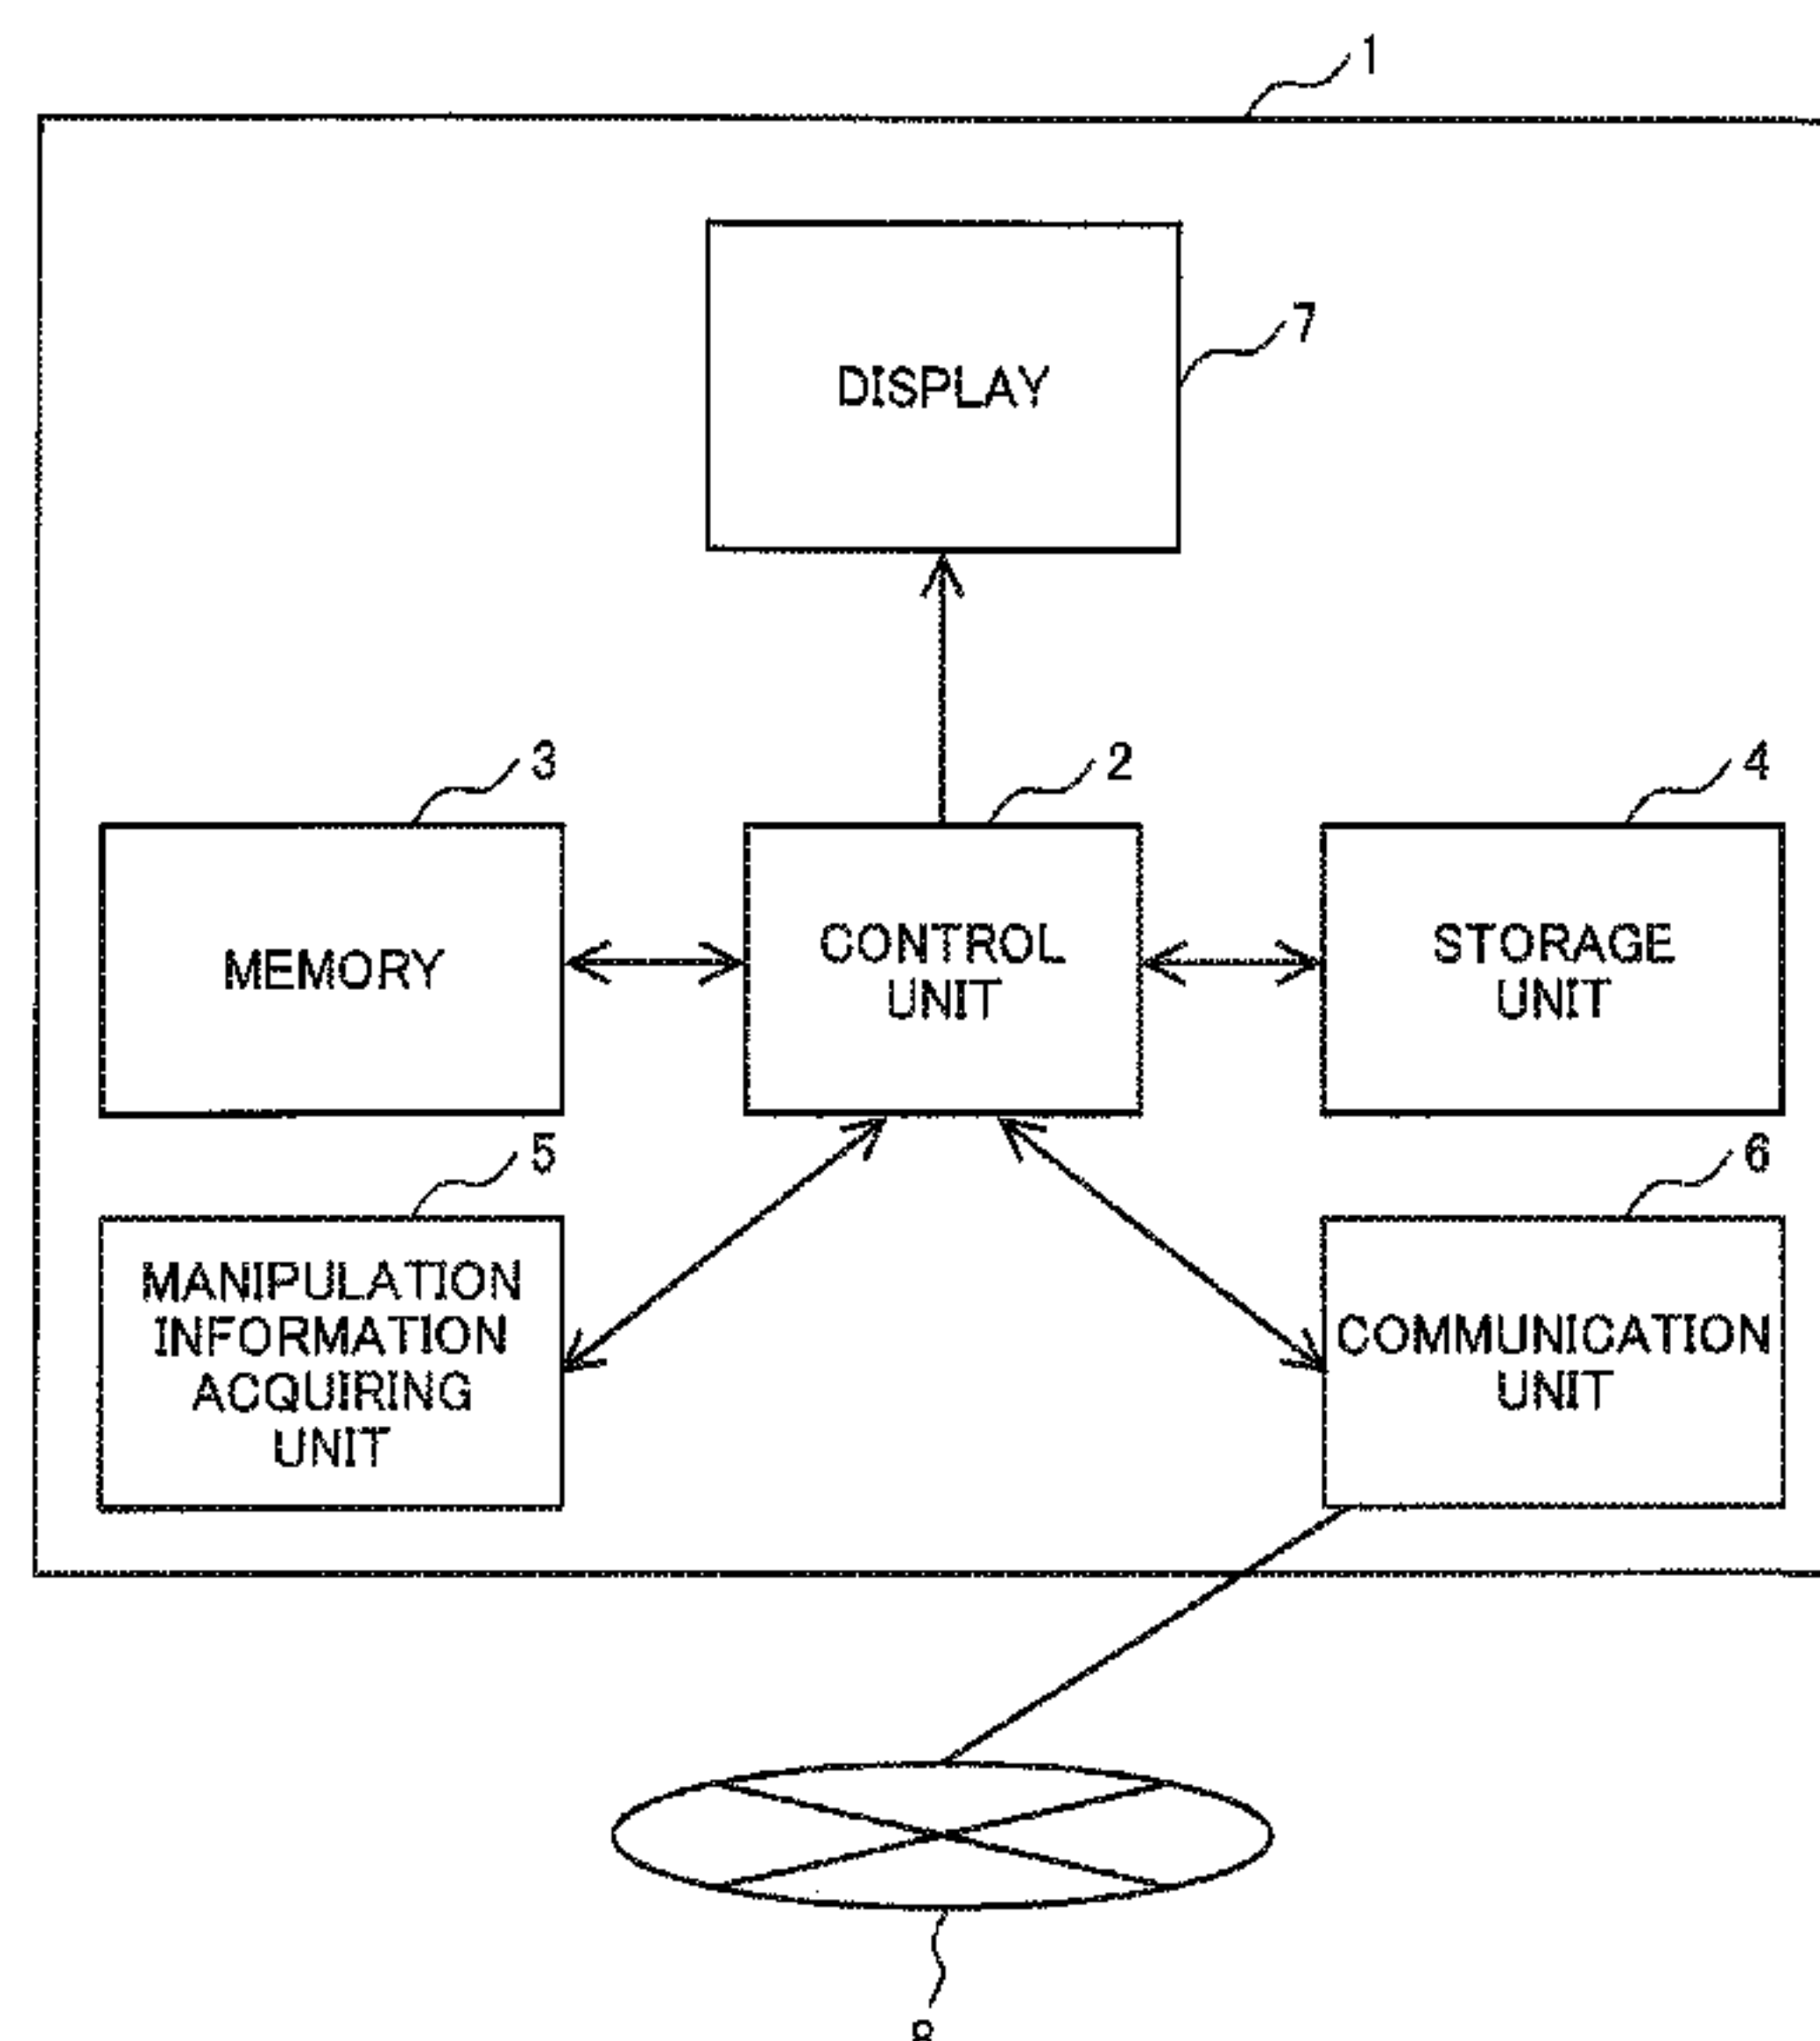 1
DISPLAY
7
3
2
4
MEMORY
CONTROL
UNIT
STORAGE
UNIT
5
6
MANIPULATION
INFORMATION
ACQUIRING
UNIT
COMMUNICATION
UNIT
8